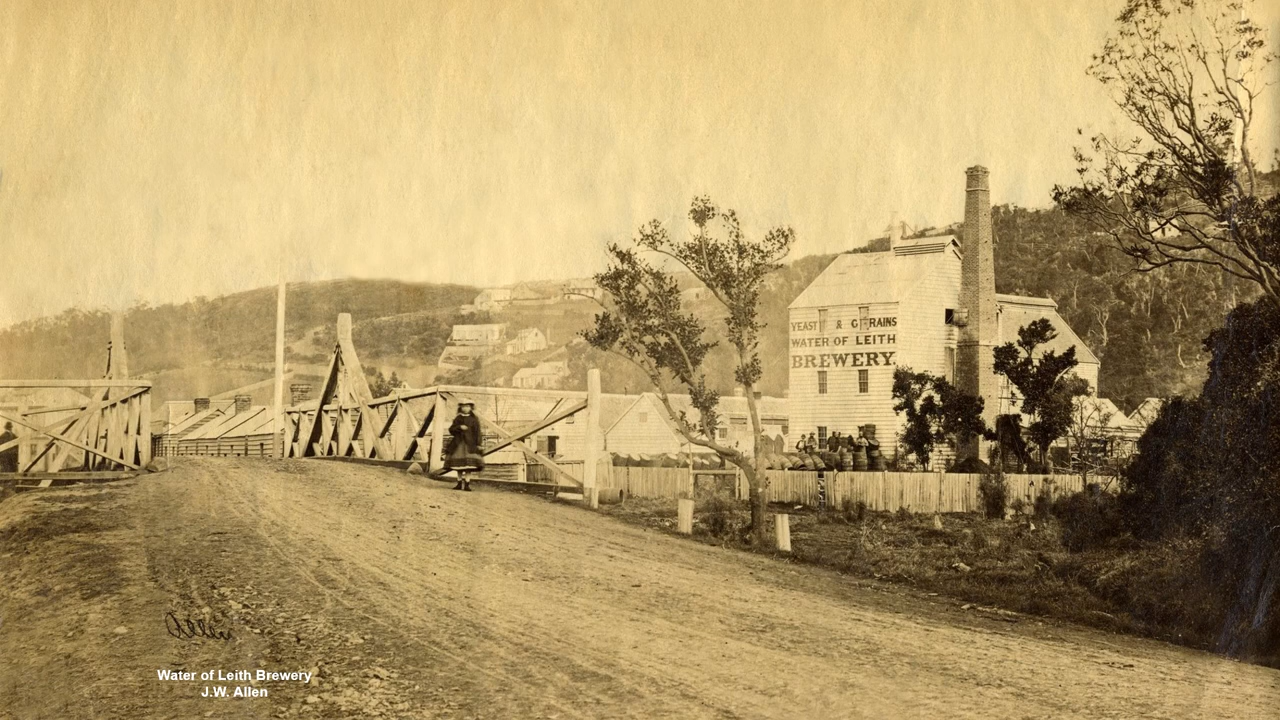 YEAST & GRAINS
WATER OF LEITH
BREWERY.
Allen
Water of Leith Brewery
J.W. Allen